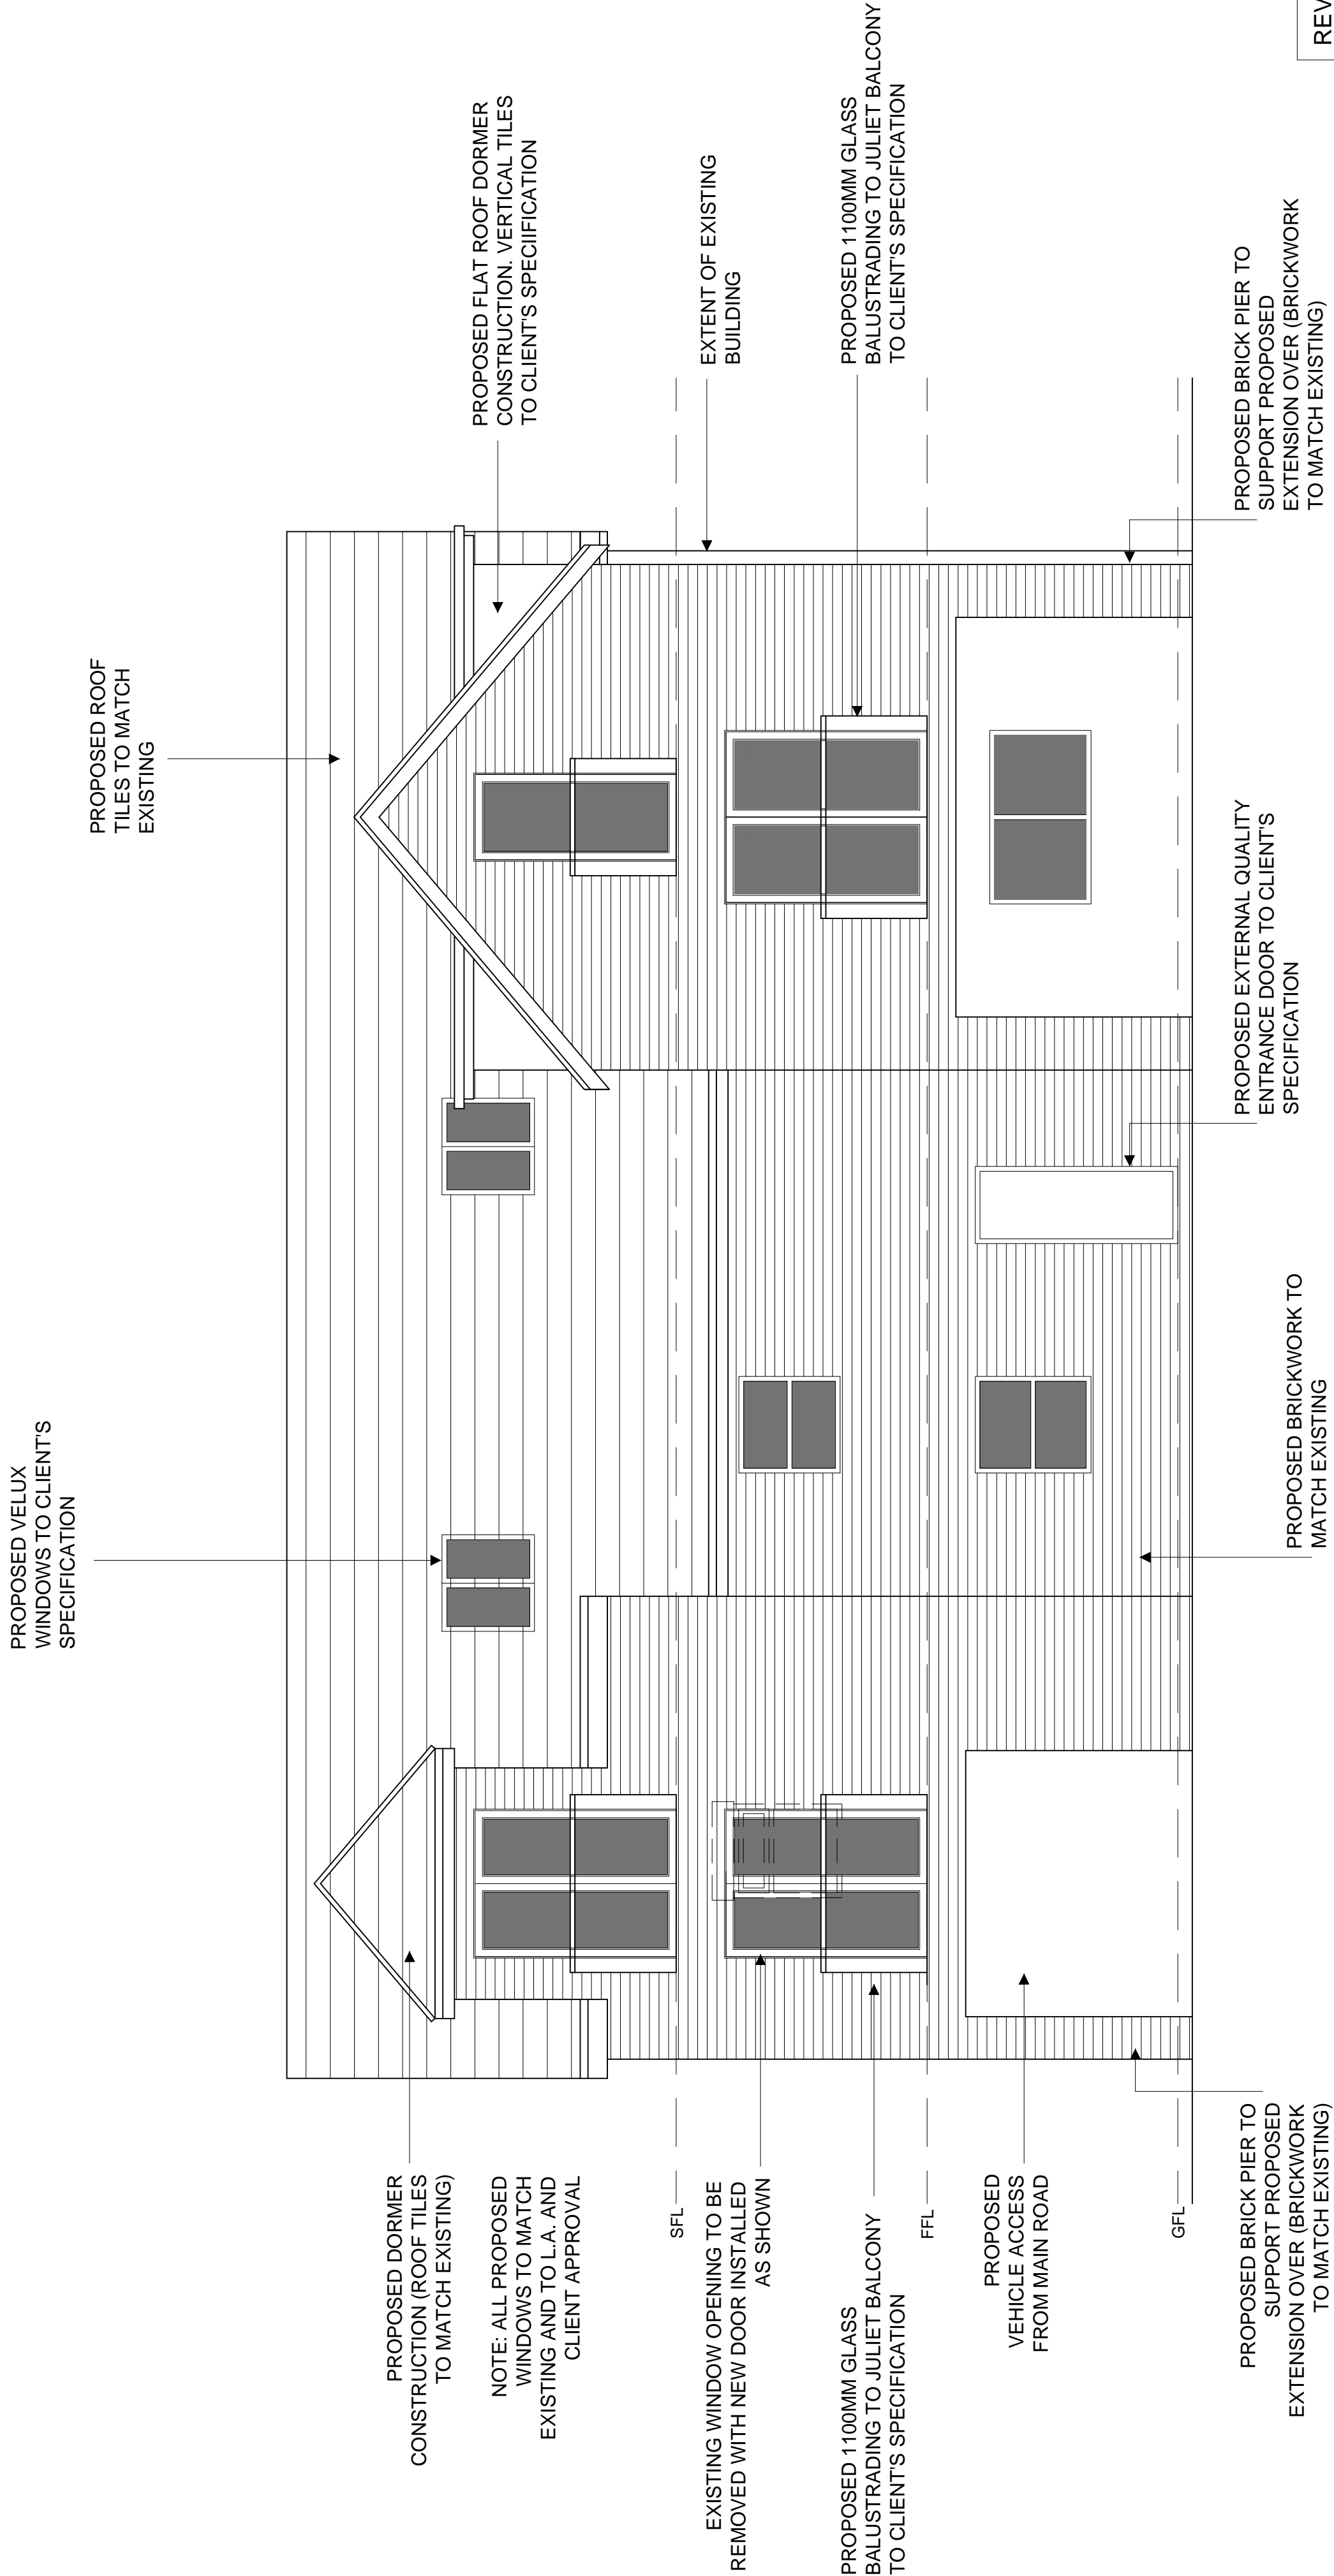 PROPOSED VELUX
WINDOWS TO CLIENT'S
SPECIFICATION
PROPOSED ROOF
TILES TO MATCH
EXISTING
PROPOSED DORMER
CONSTRUCTION (ROOF TILES
TO MATCH EXISTING)
NOTE: ALL PROPOSED
WINDOWS TO MATCH
EXISTING AND TO L.A. AND
CLIENT APPROVAL
SFL
EXISTING WINDOW OPENING TO BE
REMOVED WITH NEW DOOR INSTALLED
AS SHOWN
PROPOSED 1100MM GLASS
BALUSTRADING TO JULIET BALCONY
TO CLIENT'S SPECIFICATION
FFL
PROPOSED
VEHICLE ACCESS
FROM MAIN ROAD
GFL
PROPOSED BRICK PIER TO
SUPPORT PROPOSED
EXTENSION OVER (BRICKWORK
TO MATCH EXISTING)
PROPOSED FLAT ROOF DORMER
CONSTRUCTION. VERTICAL TILES
TO CLIENT'S SPECIIFICATION
EXTENT OF EXISTING
BUILDING
PROPOSED 1100MM GLASS
BALUSTRADING TO JULIET BALCONY
TO CLIENT'S SPECIFICATION
PROPOSED BRICKWORK TO
MATCH EXISTING
PROPOSED EXTERNAL QUALITY
ENTRANCE DOOR TO CLIENT'S
SPECIFICATION
PROPOSED BRICK PIER TO
SUPPORT PROPOSED
EXTENSION OVER (BRICKWORK
TO MATCH EXISTING)
REV